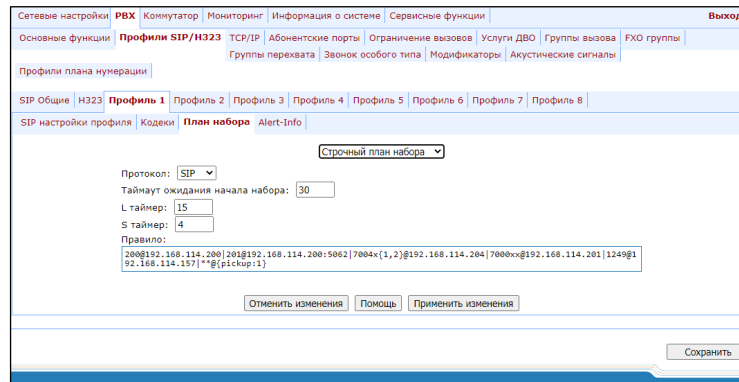 Сетевые настройки PBX Коммутатор Мониторинг Информация о системе Сервисные функции Выход
Основные функции Профили SIP/H323 TCP/IP Абонентские порты Ограничение вызовов Услуги ДВО Группы вызова FXO группы
Группы перехвата Звонок особого типа Модификаторы Акустические сигналы
Профили плана нумерации
SIP Общие H323 Профиль 1 Профиль 2 Профиль 3 Профиль 4 Профиль 5 Профиль 6 Профиль 7 Профиль 8
SIP настройки профиля Кодеки План набора Alert-Info
Строчный план набора
Протокол: SIP
Таймаут ожидания начала набора: 30
L таймер: 15
S таймер: 4
Правило:
200@192.168.114.200|201@192.168.114.200:5062|7004x{1,2}@192.168.114.204|7000xx@192.168.114.201|1249@1
92.168.114.157|**@{pickup:1}
Отменить изменения Помощь Применить изменения
Сохранить